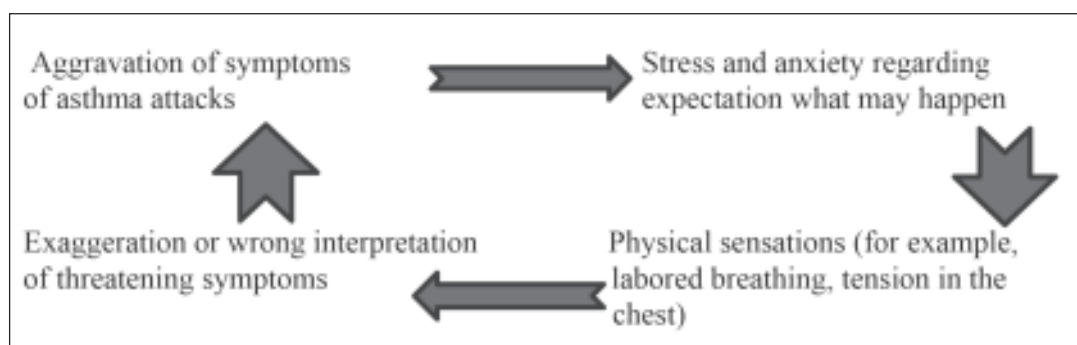 Aggravation of symptoms
of asthma attacks
Stress and anxiety regarding
expectation what may happen
Exaggeration or wrong interpretation
of threatening symptoms
Physical sensations (for example,
labored breathing, tension in the
chest)